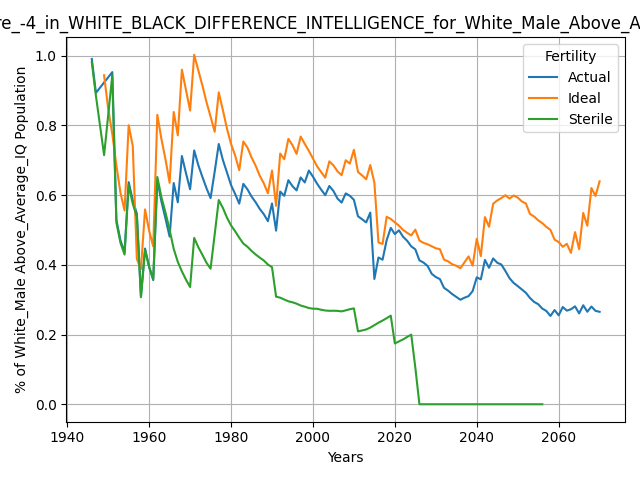 re_-4_in_WHITE_BLACK_DIFFERENCE_INTELLIGENCE_for_White_Male_Above_A
Fertility
Actual
Ideal
Sterile
% of White_Male Above_Average_IQ Population
1.0
0.8
0.6
0.4
0.2
0.0
1940 1960 1980 2000 2020 2040 2060
Years